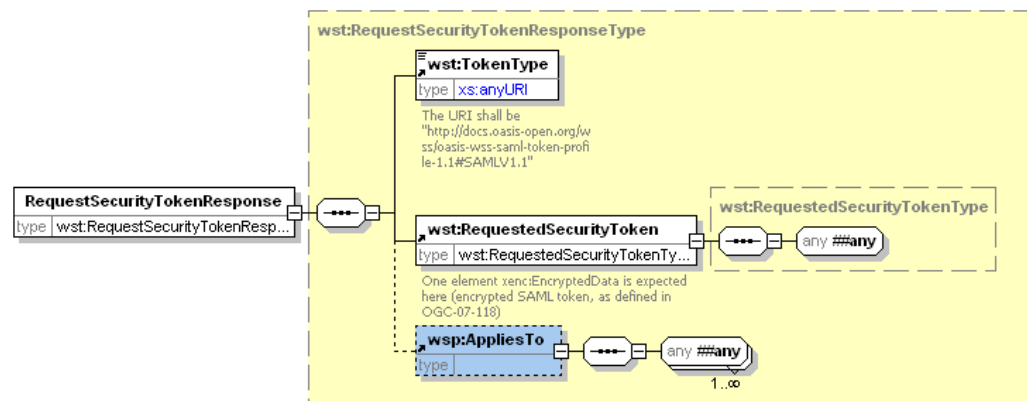 wst:RequestSecurityTokenResponseType
wst:TokenType
type xs:anyURI
The URI shall be
"http://docs.oasis-open.org/w
ss/oasis-wss-saml-token-profi
le-1.1#SAMLV1.1"
RequestSecurityTokenResponse
type wst:RequestSecurityTokenResp...
wst:RequestedSecurityTokenType
wst:RequestedSecurityToken
type wst:RequestedSecurityTokenTy...
any ##any
One element xenc:EncryptedData is expected
here (encrypted SAML token, as defined in
OGC-07-118)
wsp:AppliesTo
type
any ##any
1..∞